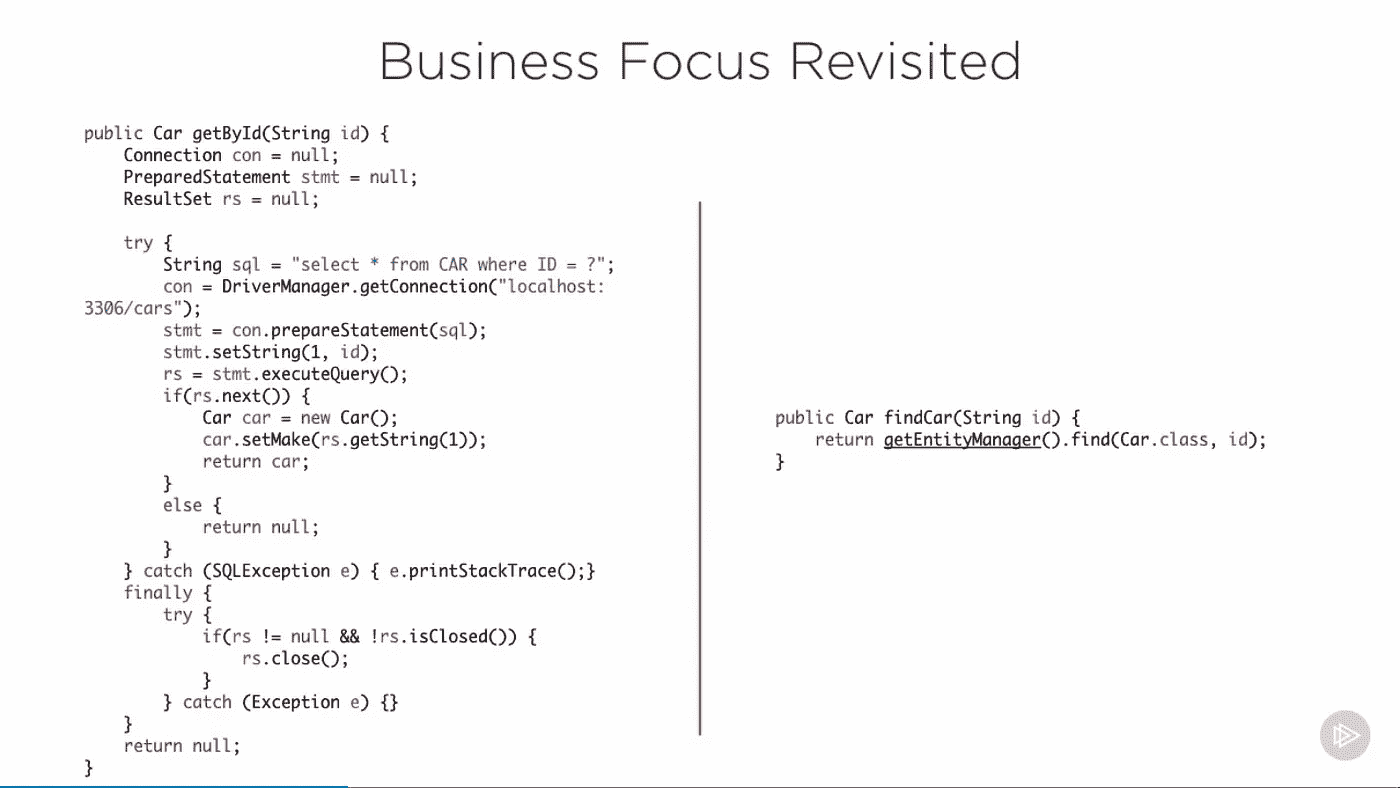 Business Focus Revisited
public Car getById(String id) {
    Connection con = null;
    PreparedStatement stmt = null;
    ResultSet rs = null;

    try {
        String sql = "select * from CAR where ID = ?";
        con = DriverManager.getConnection("localhost:
3306/cars");
        stmt = con.prepareStatement(sql);
        stmt.setString(1, id);
        rs = stmt.executeQuery();
        if(rs.next()) {
            Car car = new Car();
            car.setMake(rs.getString(1));
            return car;
        }
        else {
            return null;
        }
    } catch (SQLException e) { e.printStackTrace();}
    finally {
        try {
            if(rs != null && !rs.isClosed()) {
                rs.close();
            }
        } catch (Exception e) {}
    }
    return null;
}
public Car findCar(String id) {
    return getEntityManager().find(Car.class, id);
}